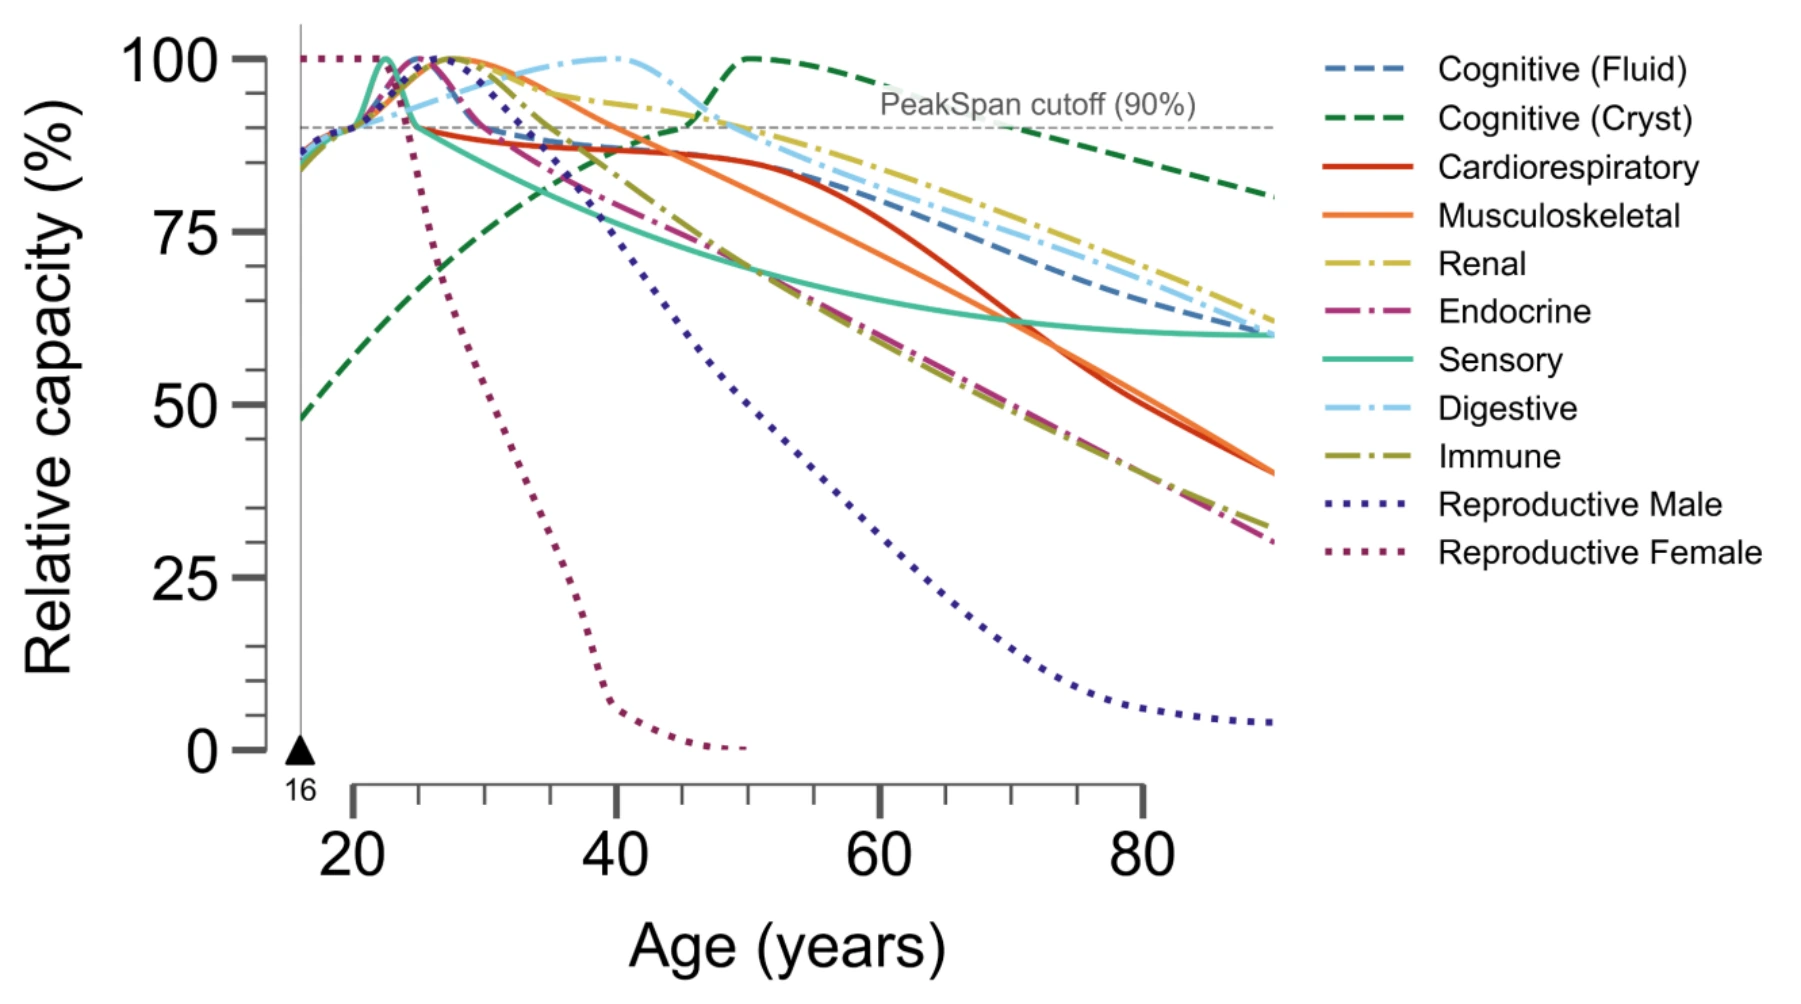 Relative capacity (%)
100
75
50
25
0
16
20
40
60
80
Age (years)
PeakSpan cutoff (90%)
Cognitive (Fluid)
Cognitive (Cryst)
Cardiorespiratory
Musculoskeletal
Renal
Endocrine
Sensory
Digestive
Immune
Reproductive Male
Reproductive Female